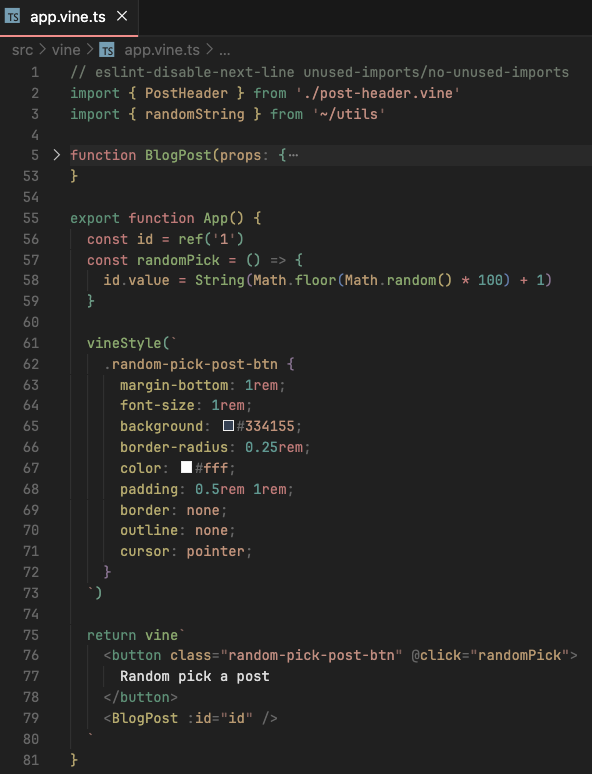 TS app.vine.ts ×
src > vine > TS app.vine.ts > ...
1 // eslint-disable-next-line unused-imports/no-unused-imports
2 import { PostHeader } from './post-header.vine'
3 import { randomString } from '~/utils'
4
5 > function BlogPost(props: {⋯
53 }
54
55 export function App() {
56   const id = ref('1')
57   const randomPick = () => {
58     id.value = String(Math.floor(Math.random() * 100) + 1)
59   }
60
61   vineStyle(`
62     .random-pick-post-btn {
63       margin-bottom: 1rem;
64       font-size: 1rem;
65       background: #334155;
66       border-radius: 0.25rem;
67       color: #fff;
68       padding: 0.5rem 1rem;
69       border: none;
70       outline: none;
71       cursor: pointer;
72     }
73   `)
74
75   return vine`
76     <button class="random-pick-post-btn" @click="randomPick">
77       Random pick a post
78     </button>
79     <BlogPost :id="id" />
80   `
81 }